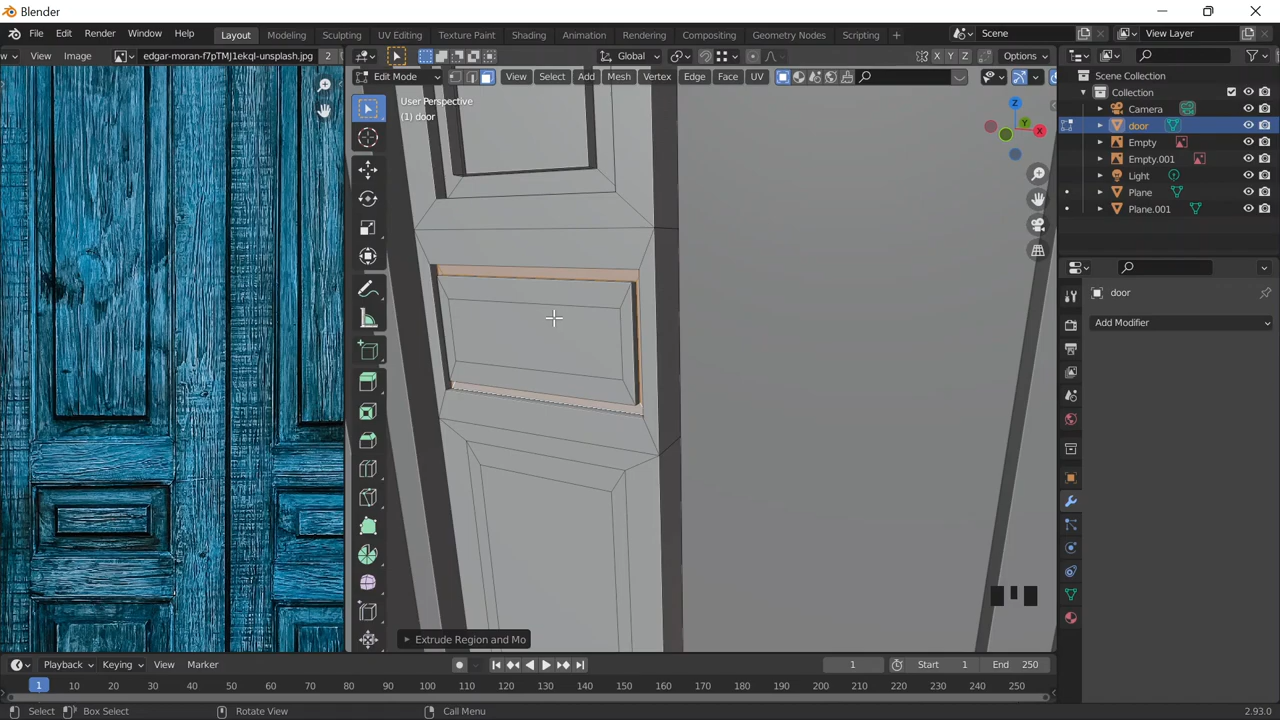 Blender
File Edit Render Window Help Layout Modeling Sculpting UV Editing Texture Paint Shading Animation Rendering Compositing Geometry Nodes Scripting + Scene View Layer
View Image edgar-moran-f7pTMJ1ekqI-unsplash.jpg 2 Global X Y Z Options
Edit Mode View Select Add Mesh Vertex Edge Face UV
User Perspective
(1) door
Z
Y
X
Scene Collection
Collection
Camera
door
Empty
Empty.001
Light
Plane
Plane.001
door
Add Modifier
Extrude Region and Mo
Playback Keying View Marker 1 Start 1 End 250
1 10 20 30 40 50 60 70 80 90 100 110 120 130 140 150 160 170 180 190 200 210 220 230 240 250
Select Box Select Rotate View Call Menu 2.93.0